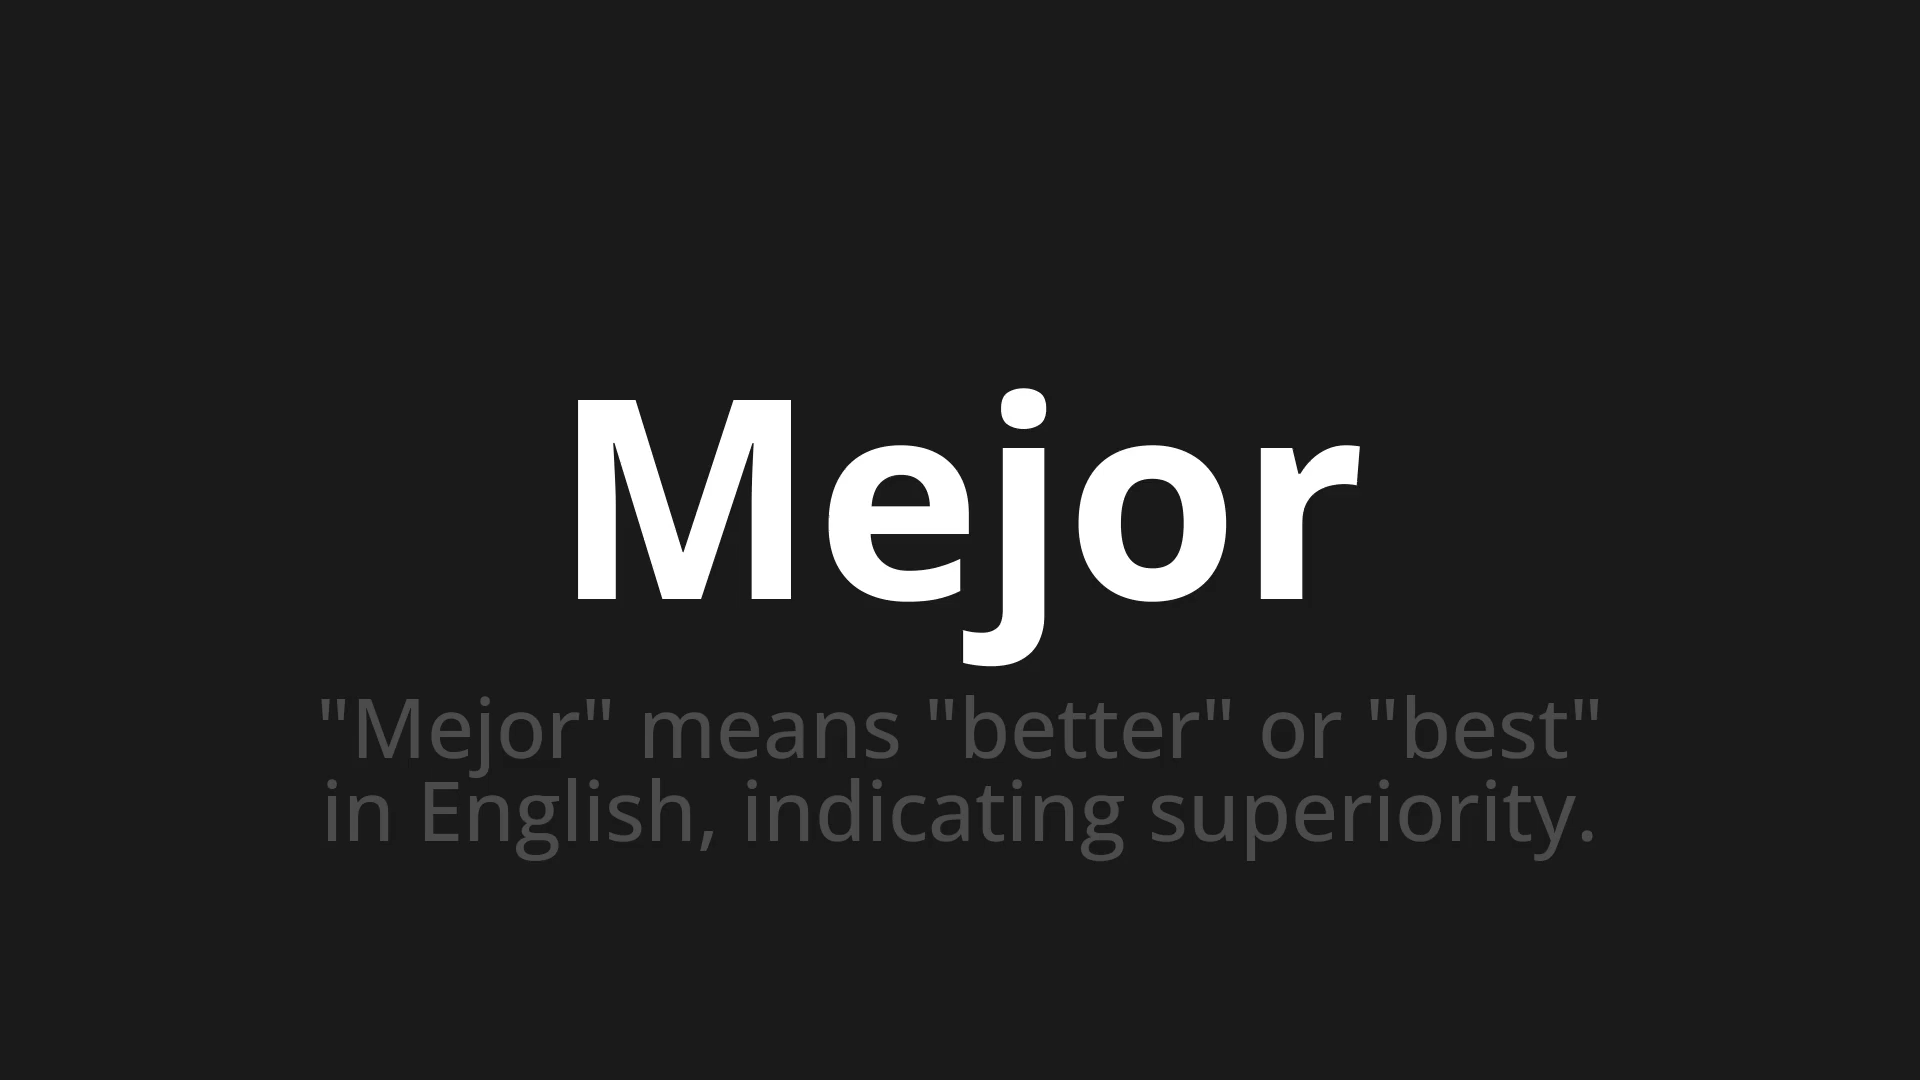 Mejor
"Mejor" means "better" or "best"
in English, indicating superiority.